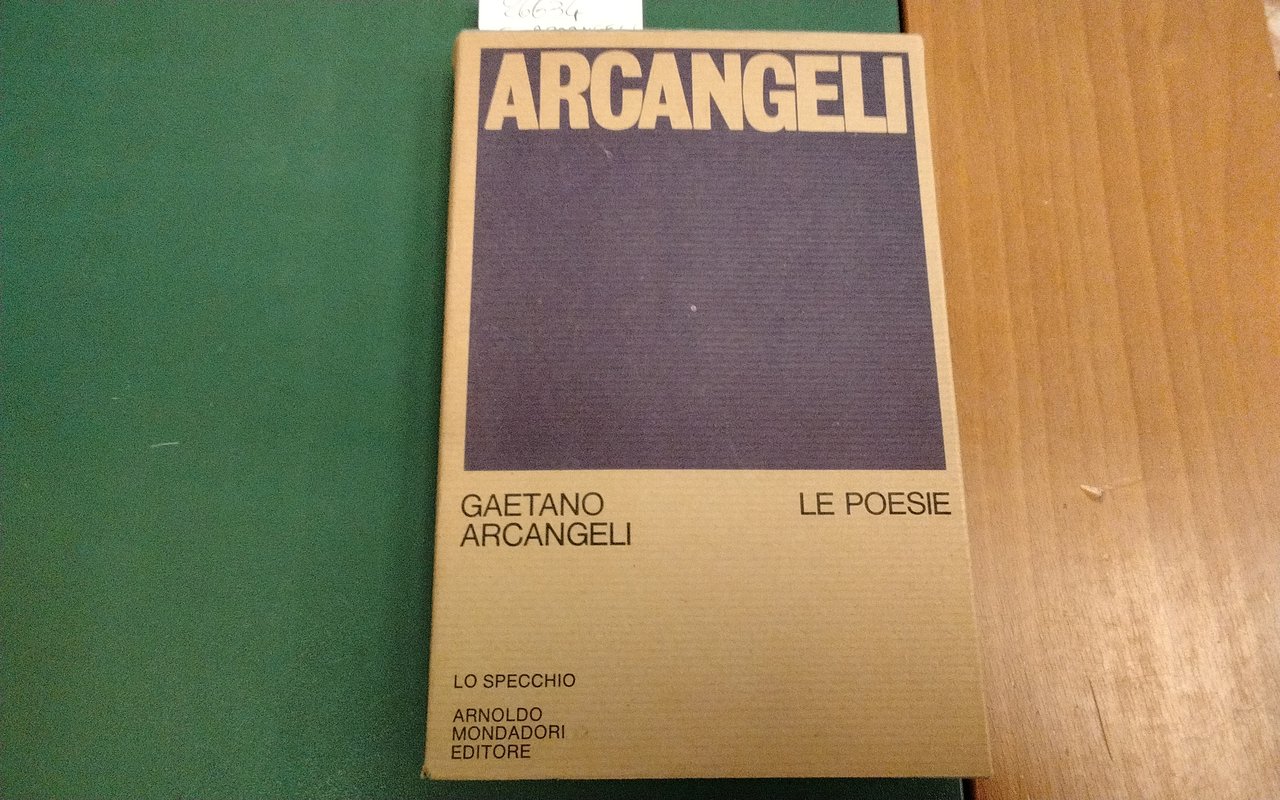 ARCANGELI
GAETANO
ARCANGELI
LE POESIE
LO SPECCHIO
ARNOLDO
MONDADORI
EDITORE